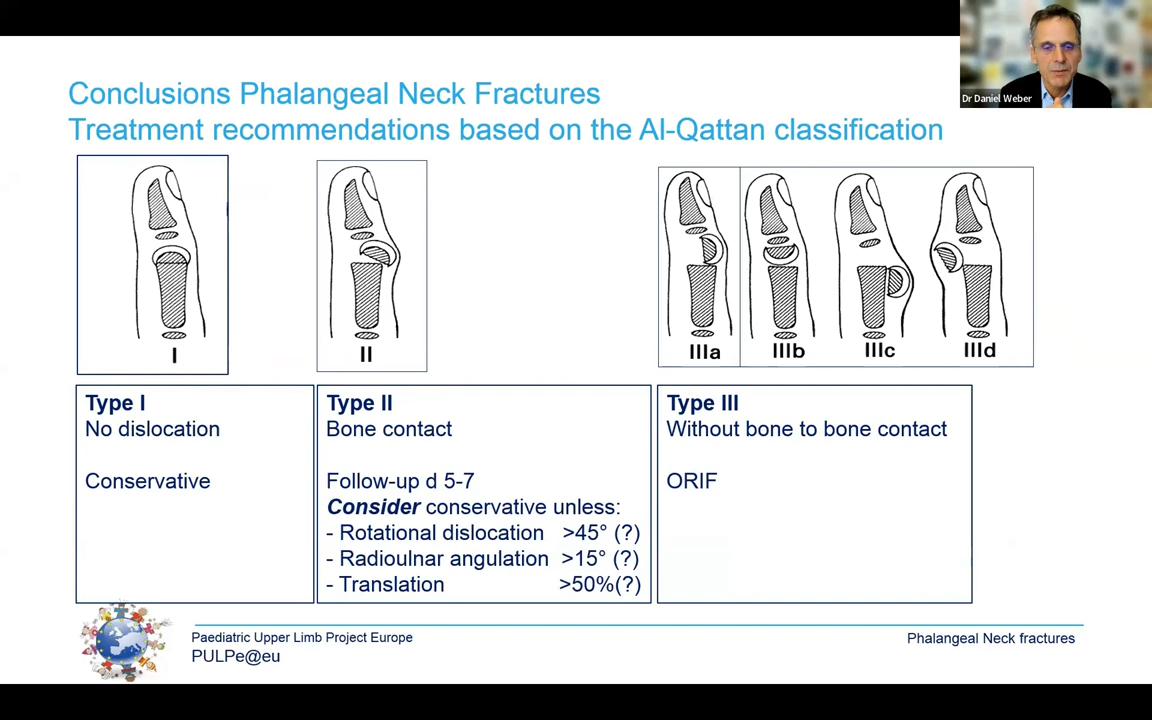 Dr Daniel Weber
Conclusions Phalangeal Neck Fractures
Treatment recommendations based on the Al-Qattan classification
I
II
IIIa
IIIb
IIIc
IIId
Type I
No dislocation
Conservative
Type II
Bone contact
Follow-up d 5-7
Consider conservative unless:
- Rotational dislocation >45° (?)
- Radioulnar angulation >15° (?)
- Translation >50%(?)
Type III
Without bone to bone contact
ORIF
Paediatric Upper Limb Project Europe
PULPe@eu
Phalangeal Neck fractures